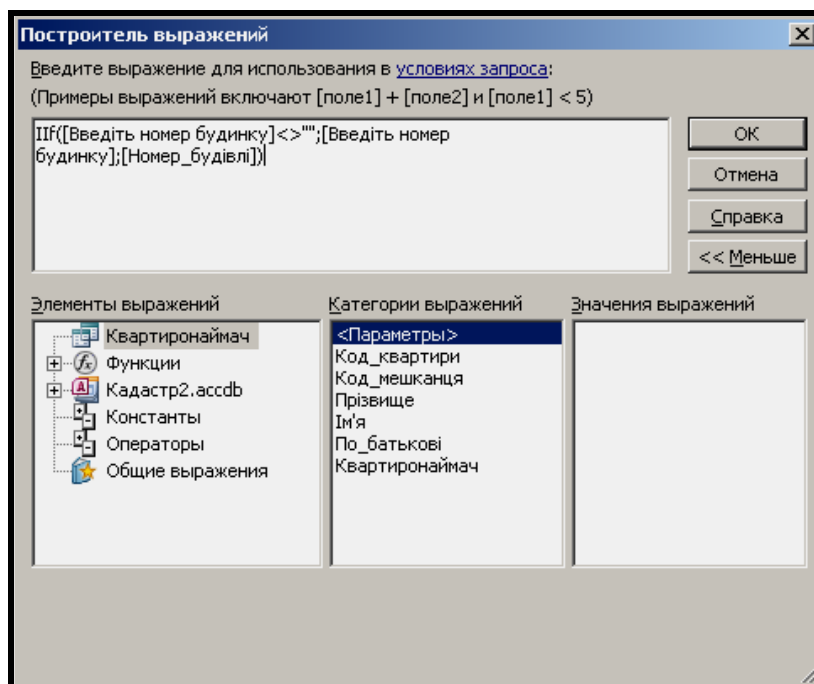 Построитель выражений
Введите выражение для использования в условиях запроса:
(Примеры выражений включают [поле1] + [поле2] и [поле1] < 5)
IIf([Введіть номер будинку]<>"";[Введіть номер
будинку];[Номер_будівлі])
ОК
Отмена
Справка
<< Меньше
Элементы выражений
Квартиронаймач
Функции
Кадастр2.accdb
Константы
Операторы
Общие выражения
Категории выражений
<Параметры>
Код_квартири
Код_мешканця
Прізвище
Ім'я
По_батькові
Квартиронаймач
Значения выражений